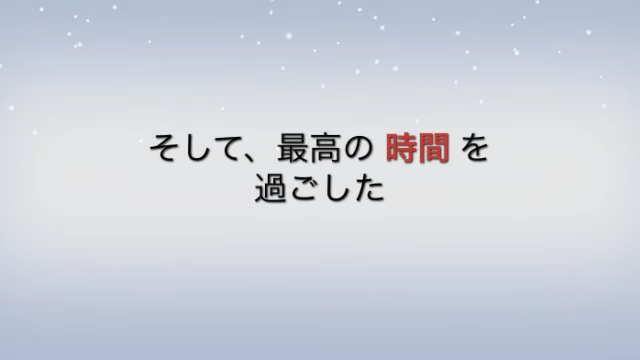 そして、最高の 時間 を
過ごした